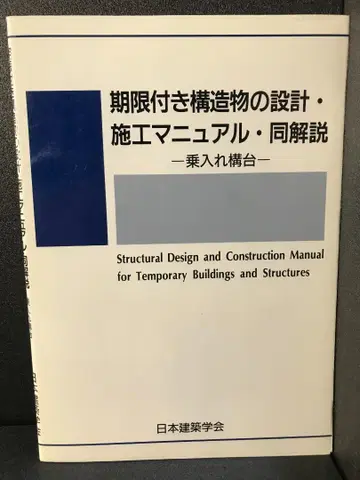 期限付き構造物の設計・
施工マニュアル・同解説
―乗入れ構台―
Structural Design and Construction Manual
for Temporary Buildings and Structures
日本建築学会